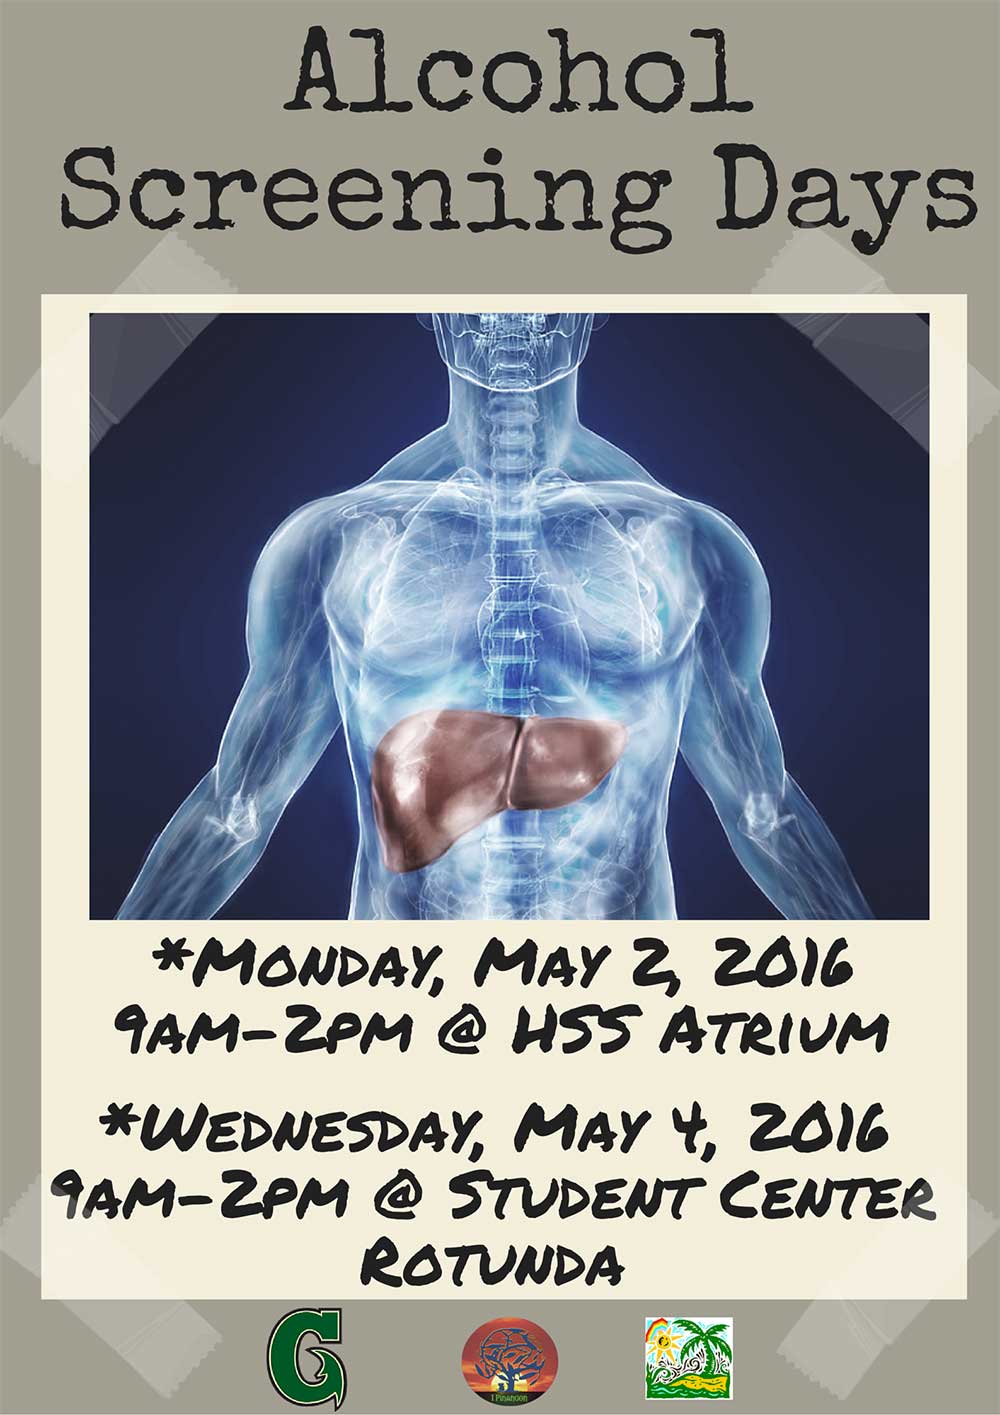 Alcohol
Screening Days
*Monday, May 2, 2016
9am-2pm @ HSS Atrium
*Wednesday, May 4, 2016
9am-2pm @ Student Center
Rotunda
G
I Pinangon